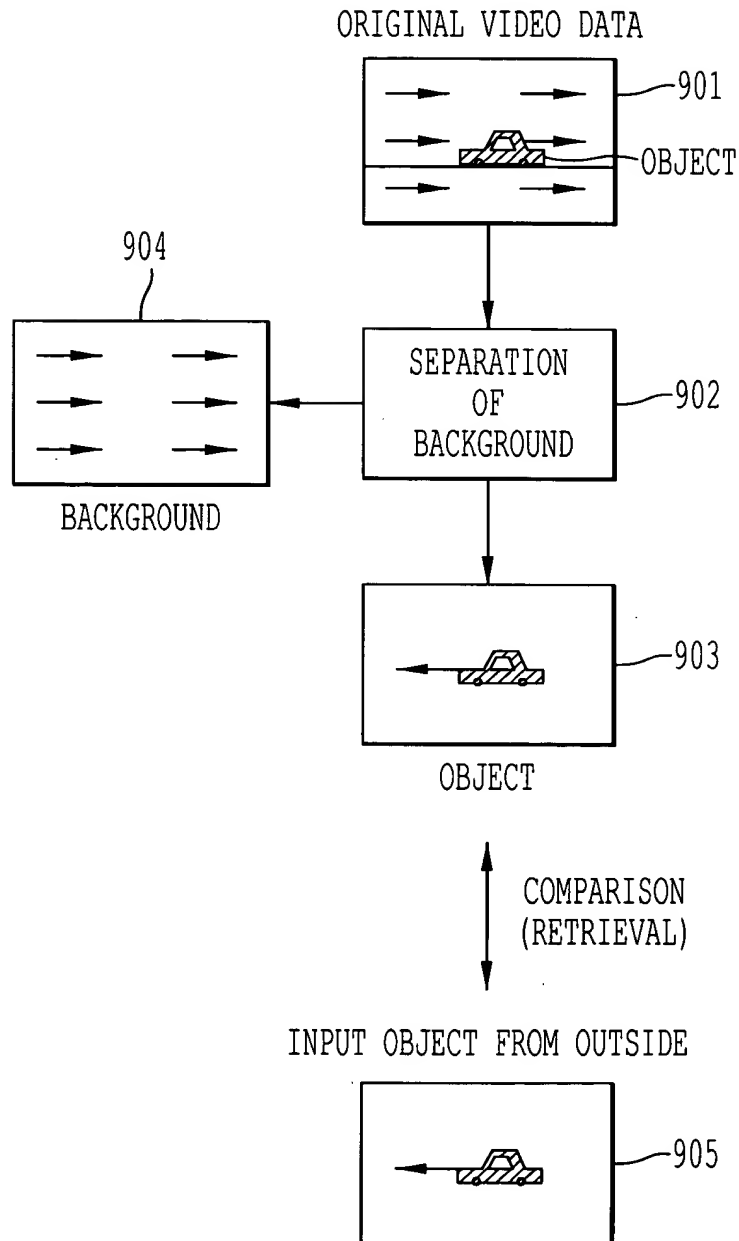 ORIGINAL VIDEO DATA
901
OBJECT
904
SEPARATION
OF
BACKGROUND
902
BACKGROUND
903
OBJECT
COMPARISON
(RETRIEVAL)
INPUT OBJECT FROM OUTSIDE
905